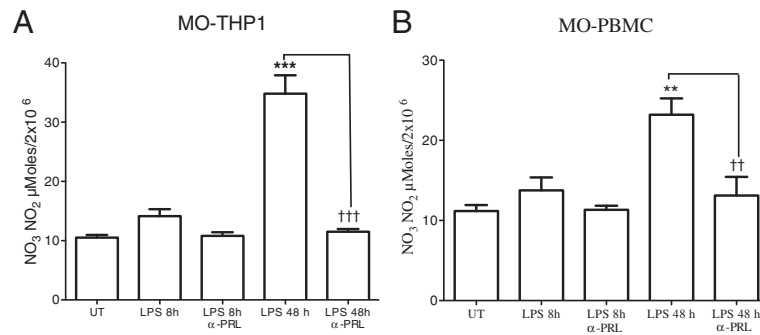 A
MO-THP1
NO3 NO2 µMoles/2x10 6
40
30
20
10
0
***
†††
UT
LPS 8h
LPS 8h
α-PRL
LPS 48 h
LPS 48h
α-PRL
B
MO-PBMC
NO3 NO2 µMoles/2x10 6
30
20
10
0
**
††
UT
LPS 8h
LPS 8h
α-PRL
LPS 48 h
LPS 48 h
α-PRL